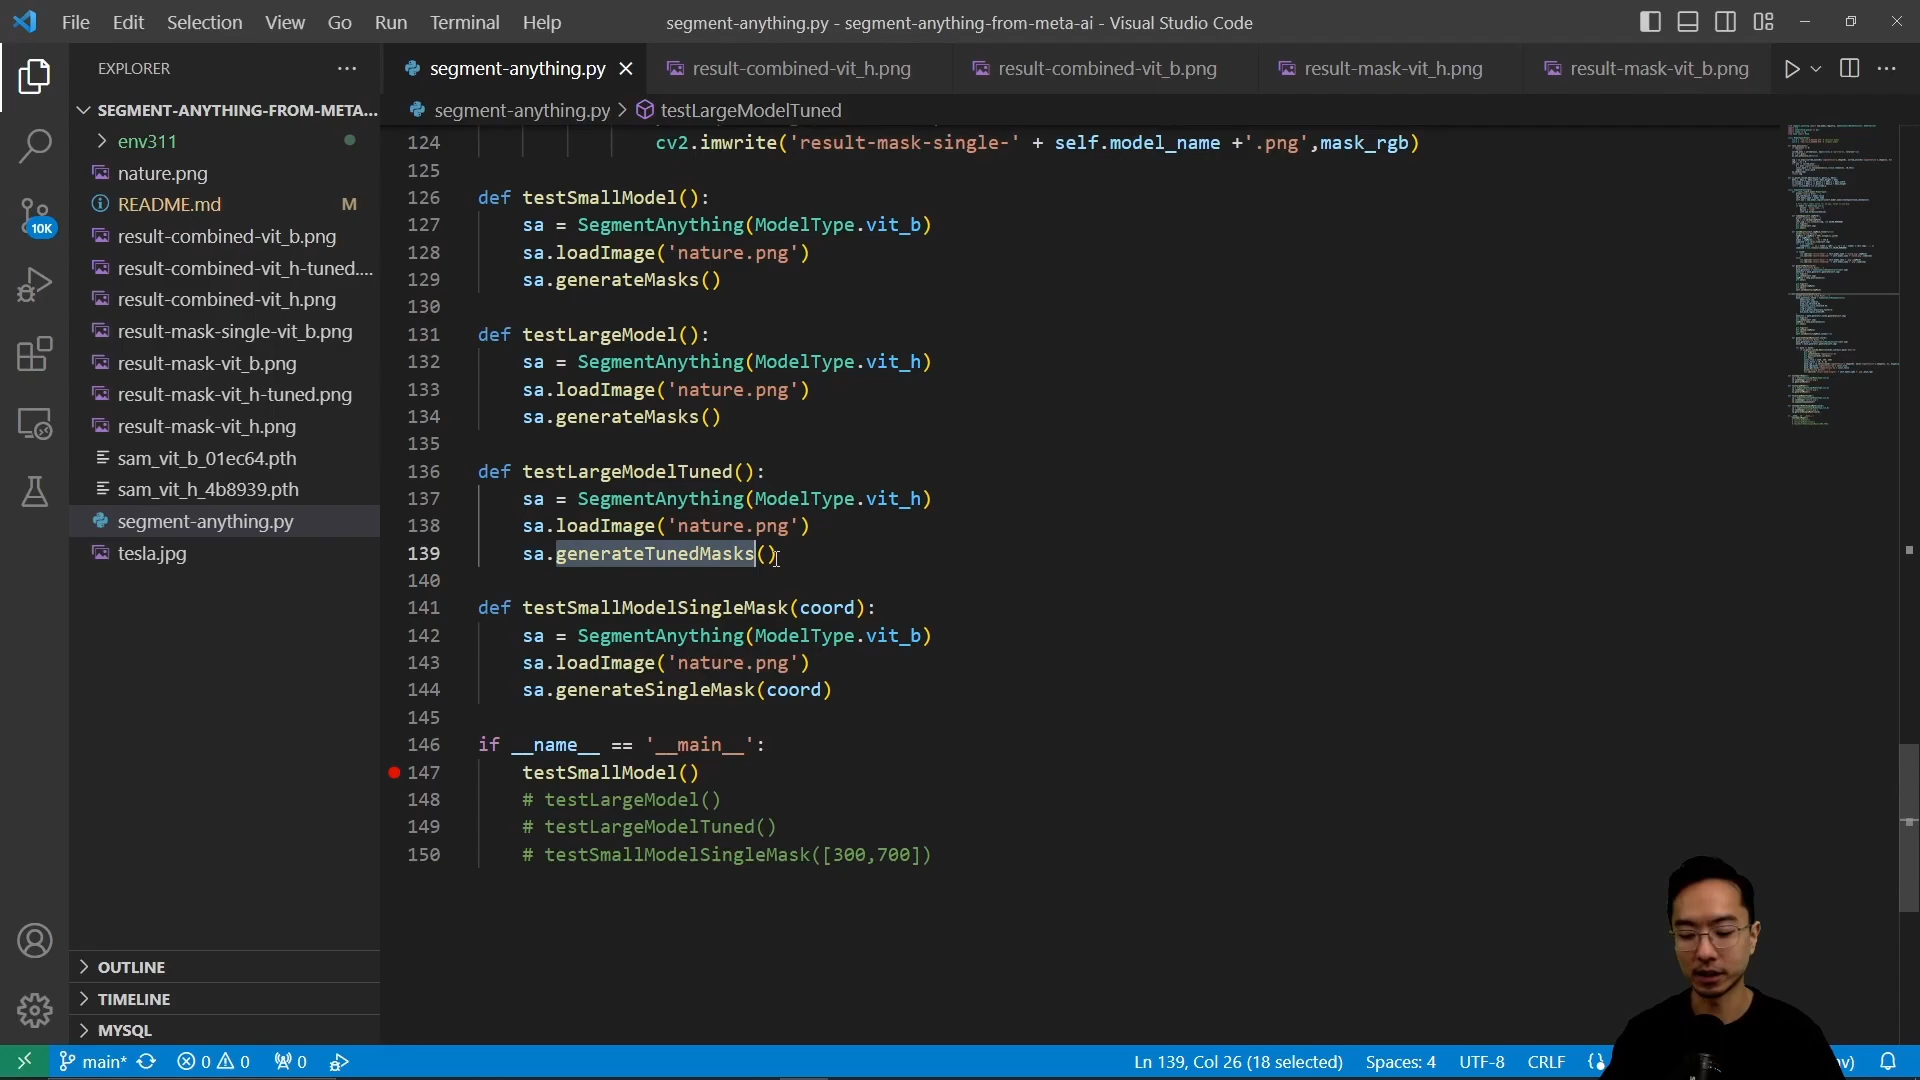 File Edit Selection View Go Run Terminal Help
segment-anything.py - segment-anything-from-meta-ai - Visual Studio Code
EXPLORER
SEGMENT-ANYTHING-FROM-META...
env311
nature.png
README.md M
result-combined-vit_b.png
result-combined-vit_h-tuned....
result-combined-vit_h.png
result-mask-single-vit_b.png
result-mask-vit_b.png
result-mask-vit_h-tuned.png
result-mask-vit_h.png
sam_vit_b_01ec64.pth
sam_vit_h_4b8939.pth
segment-anything.py
tesla.jpg
OUTLINE
TIMELINE
MYSQL
10K
segment-anything.py
result-combined-vit_h.png
result-combined-vit_b.png
result-mask-vit_h.png
result-mask-vit_b.png
segment-anything.py > testLargeModelTuned
124 cv2.imwrite('result-mask-single-' + self.model_name +'.png',mask_rgb)
125
126 def testSmallModel():
127 sa = SegmentAnything(ModelType.vit_b)
128 sa.loadImage('nature.png')
129 sa.generateMasks()
130
131 def testLargeModel():
132 sa = SegmentAnything(ModelType.vit_h)
133 sa.loadImage('nature.png')
134 sa.generateMasks()
135
136 def testLargeModelTuned():
137 sa = SegmentAnything(ModelType.vit_h)
138 sa.loadImage('nature.png')
139 sa.generateTunedMasks()
140
141 def testSmallModelSingleMask(coord):
142 sa = SegmentAnything(ModelType.vit_b)
143 sa.loadImage('nature.png')
144 sa.generateSingleMask(coord)
145
146 if __name__ == '__main__':
147 testSmallModel()
148 # testLargeModel()
149 # testLargeModelTuned()
150 # testSmallModelSingleMask([300,700])
main* 0 0 0
Ln 139, Col 26 (18 selected) Spaces: 4 UTF-8 CRLF